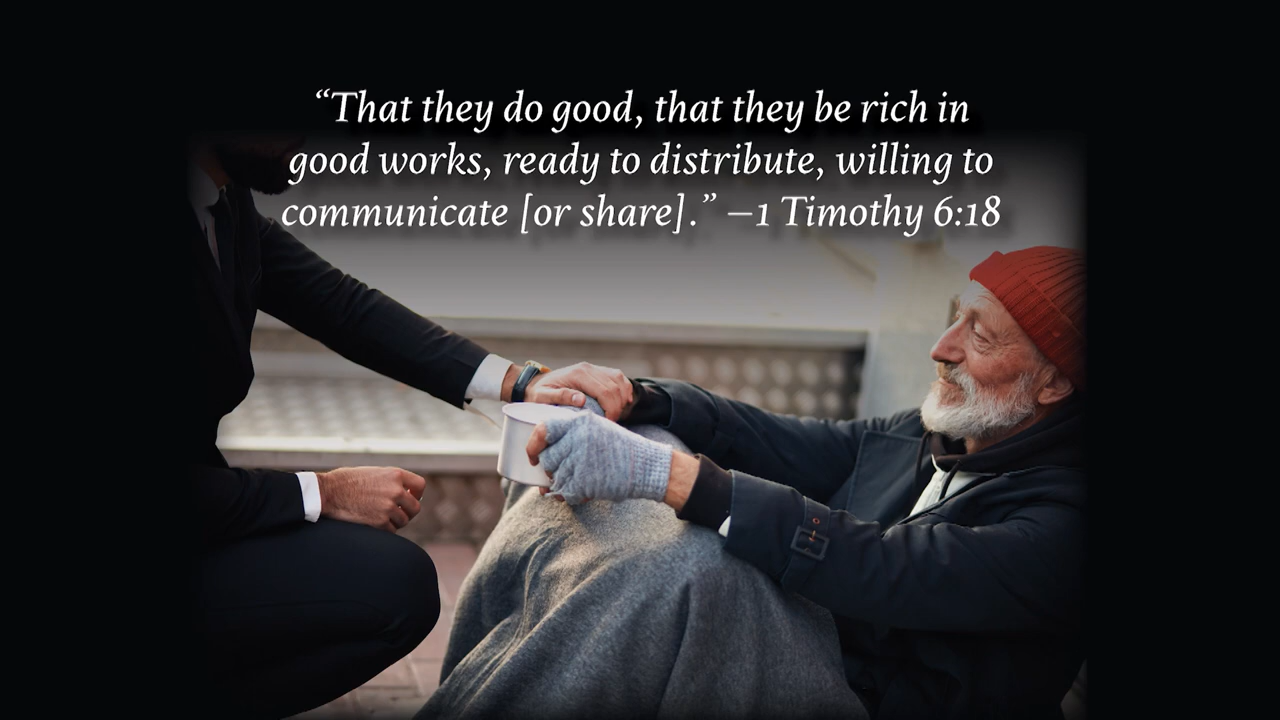 “That they do good, that they be rich in
good works, ready to distribute, willing to
communicate [or share].” –1 Timothy 6:18